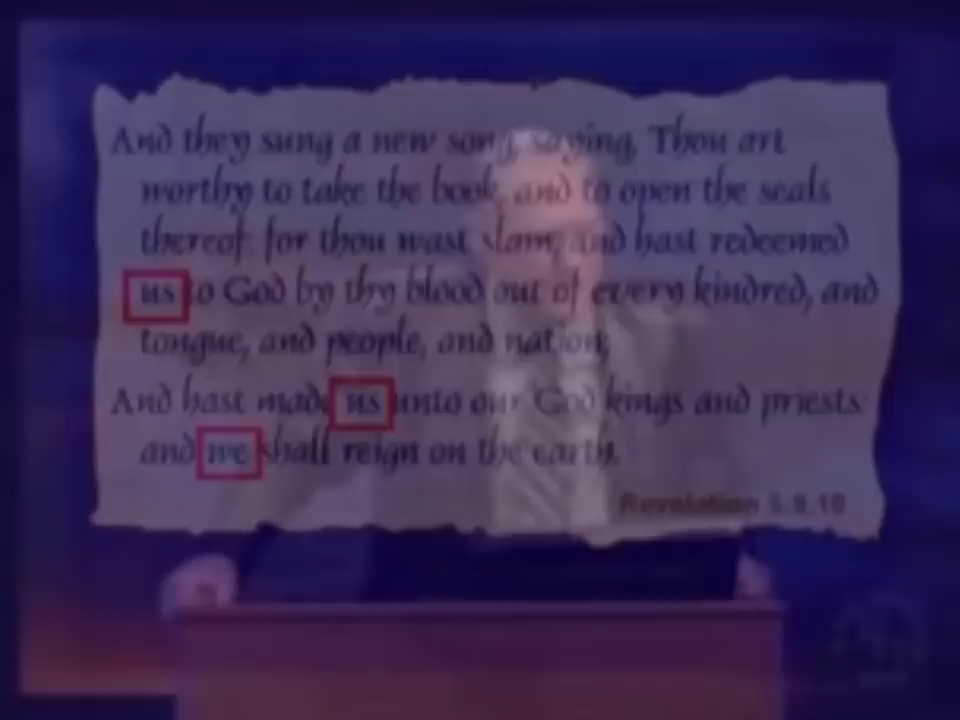 And they sung a new song, saying, Thou art
worthy to take the book, and to open the seals
thereof: for thou wast slain, and hast redeemed
us to God by thy blood out of every kindred, and
tongue, and people, and nation;
And hast made us unto our God kings and priests:
and we shall reign on the earth.
Revelation 5.9.10